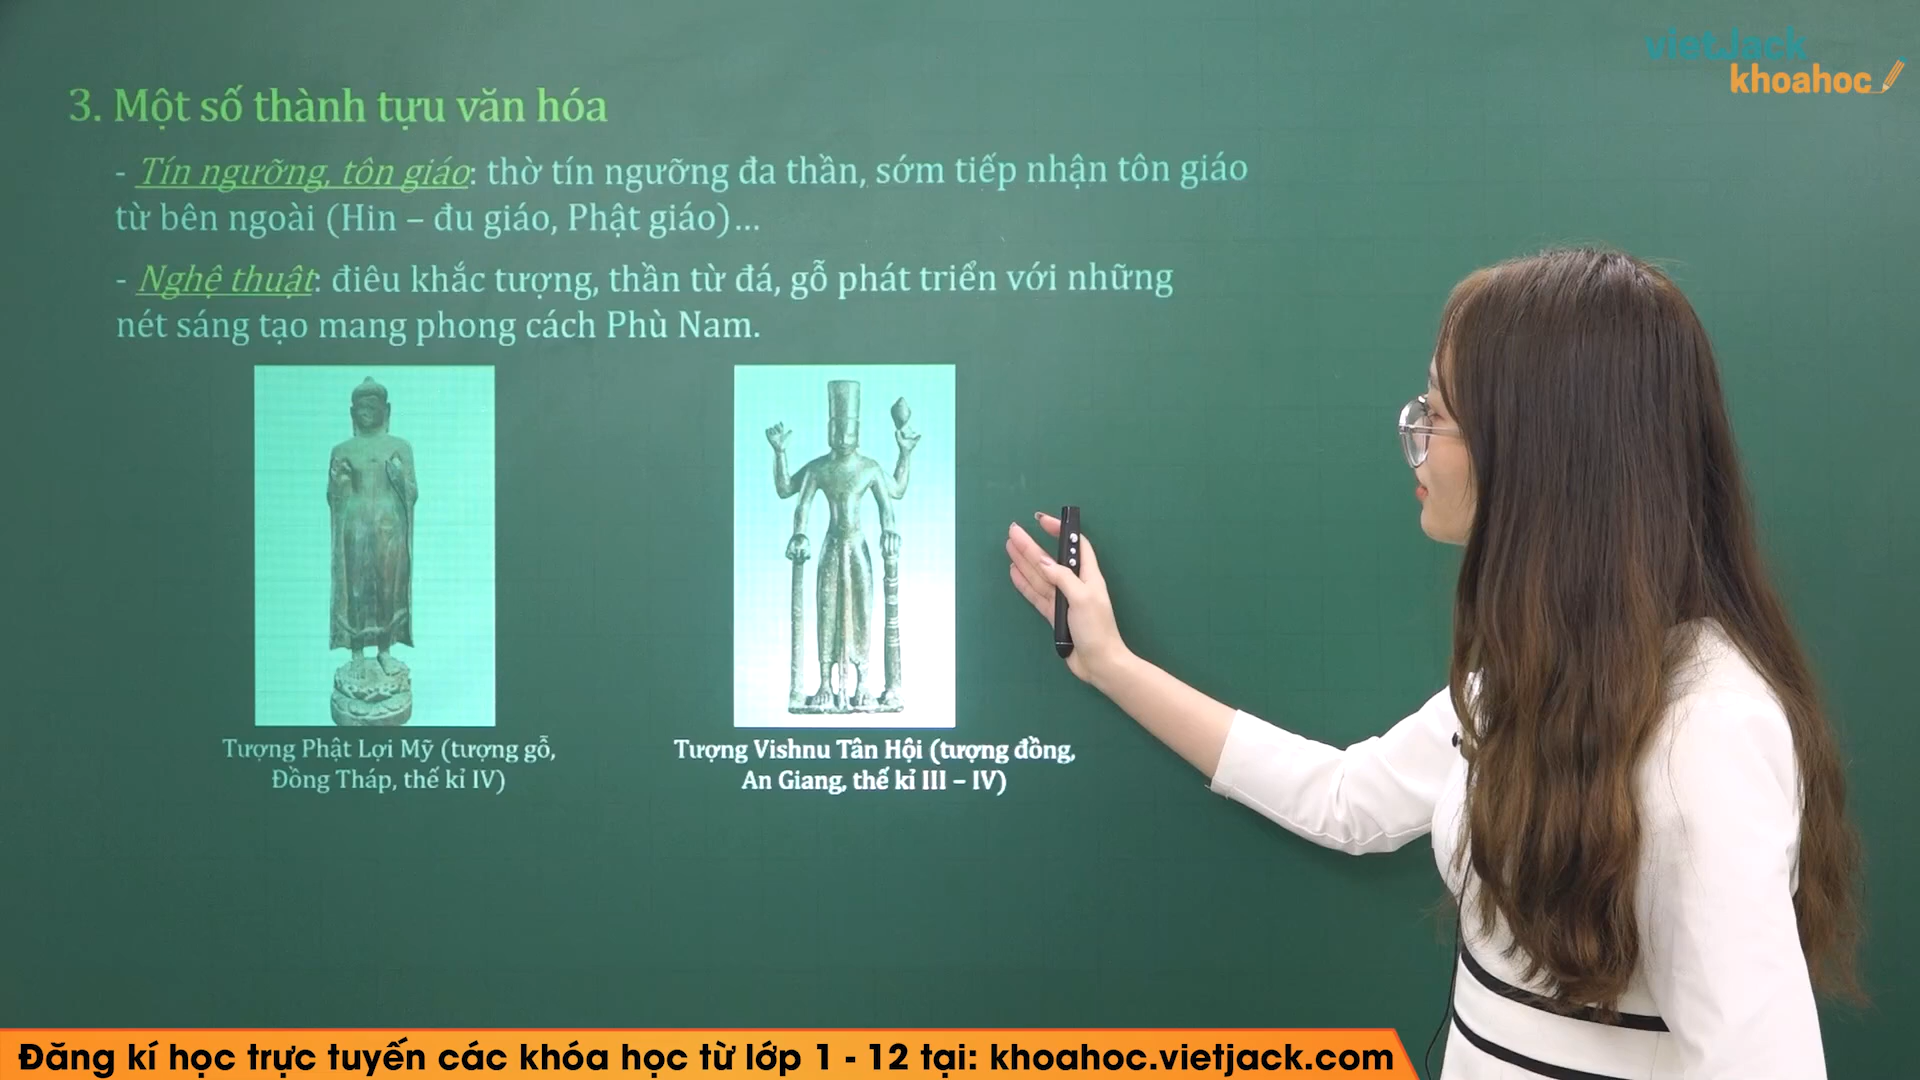 vietJack
khoahoc
3. Một số thành tựu văn hóa
- Tín ngưỡng, tôn giáo: thờ tín ngưỡng đa thần, sớm tiếp nhận tôn giáo
từ bên ngoài (Hin – đu giáo, Phật giáo)...
- Nghệ thuật: điêu khắc tượng, thần từ đá, gỗ phát triển với những
nét sáng tạo mang phong cách Phù Nam.
Tượng Phật Lợi Mỹ (tượng gỗ,
Đồng Tháp, thế kỉ IV)
Tượng Vishnu Tân Hội (tượng đồng,
An Giang, thế kỉ III – IV)
Đăng kí học trực tuyến các khóa học từ lớp 1 - 12 tại: khoahoc.vietjack.com